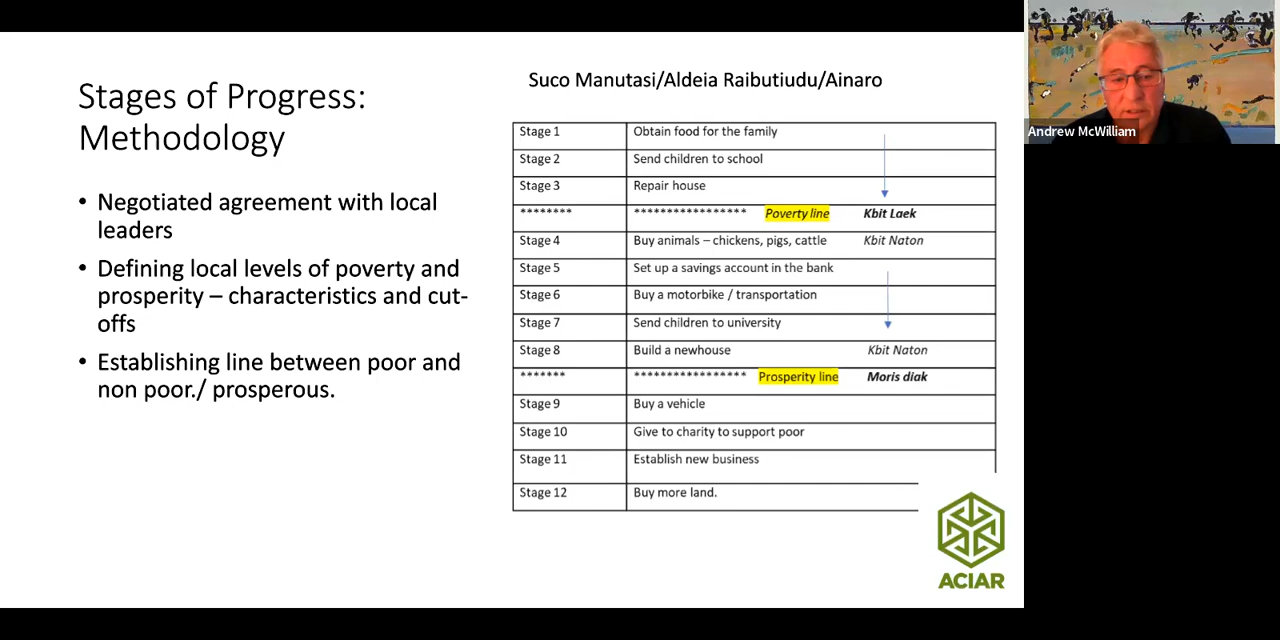 Stages of Progress:
Methodology
• Negotiated agreement with local
leaders
• Defining local levels of poverty and
prosperity – characteristics and cut-
offs
• Establishing line between poor and
non poor./ prosperous.
Suco Manutasi/Aldeia Raibutiudu/Ainaro
Stage 1 Obtain food for the family
Stage 2 Send children to school
Stage 3 Repair house
******** ***************** Poverty line Kbit Laek
Stage 4 Buy animals – chickens, pigs, cattle Kbit Naton
Stage 5 Set up a savings account in the bank
Stage 6 Buy a motorbike / transportation
Stage 7 Send children to university
Stage 8 Build a newhouse Kbit Naton
******* ***************** Prosperity line Moris diak
Stage 9 Buy a vehicle
Stage 10 Give to charity to support poor
Stage 11 Establish new business
Stage 12 Buy more land.
ACIAR
Andrew McWilliam